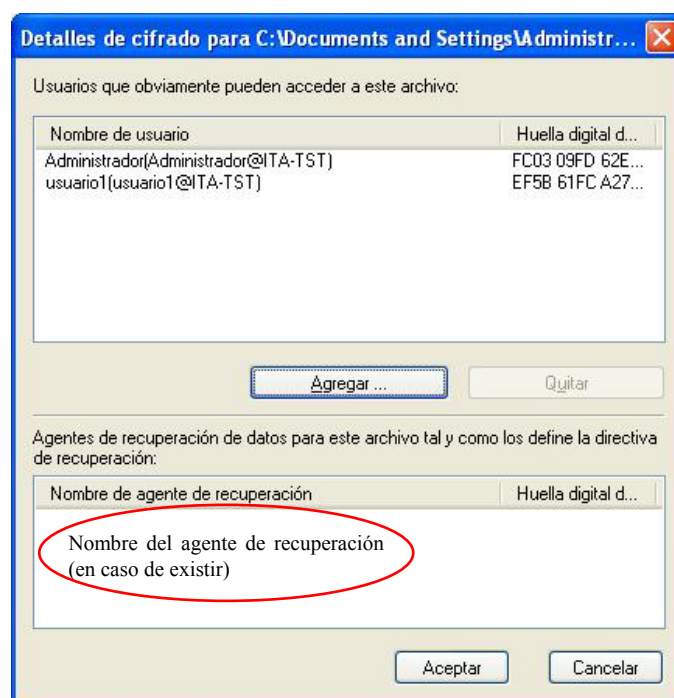 Detalles de cifrado para C:\Documents and Settings\Administr...
Usuarios que obviamente pueden acceder a este archivo:
Nombre de usuario Huella digital d...
Administrador(Administrador@ITA-TST) FC03 09FD 62E...
usuario1(usuario1@ITA-TST) EF5B 61FC A27...
Agregar ... Quitar
Agentes de recuperación de datos para este archivo tal y como los define la directiva
de recuperación:
Nombre de agente de recuperación Huella digital d...
Nombre del agente de recuperación
(en caso de existir)
Aceptar Cancelar